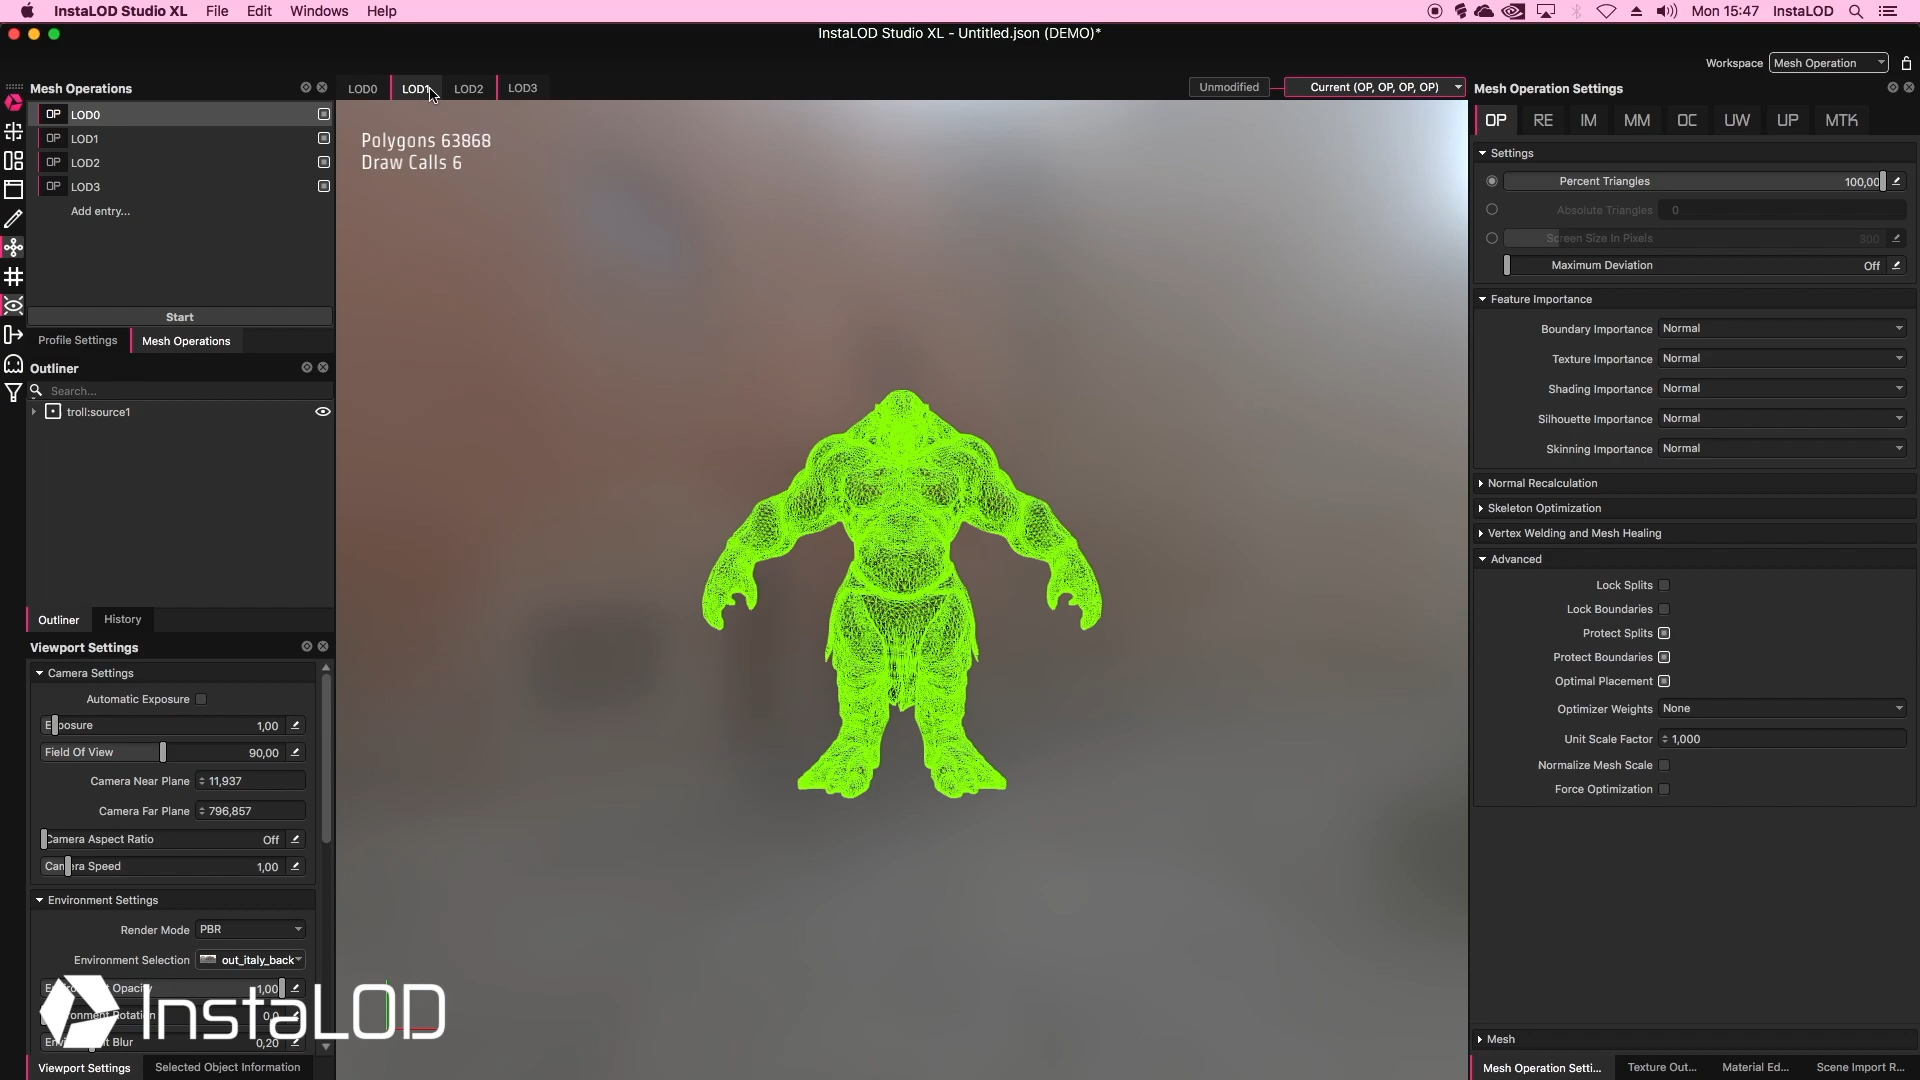 InstaLOD Studio XL File Edit Windows Help
Mon 15:47 InstaLOD
InstaLOD Studio XL - Untitled.json (DEMO)*
Workspace Mesh Operation
Mesh Operations
OP LOD0
OP LOD1
OP LOD2
OP LOD3
Add entry...
Start
Profile Settings Mesh Operations
Outliner
Search...
troll:source1
Outliner History
Viewport Settings
Camera Settings
Automatic Exposure
Exposure 1,00
Field Of View 90,00
Camera Near Plane 11,937
Camera Far Plane 796,857
Camera Aspect Ratio Off
Camera Speed 1,00
Environment Settings
Render Mode PBR
Environment Selection out_italy_back
Opacity 1,00
Rotation 0,0
Blur 0,20
InstaLOD
Viewport Settings Selected Object Information
LOD0 LOD1 LOD2 LOD3
Unmodified Current (OP, OP, OP, OP)
Polygons 63868
Draw Calls 6
Mesh Operation Settings
OP RE IM MM OC UW UP MTK
Settings
Percent Triangles 100,00
Absolute Triangles 0
Screen Size In Pixels 300
Maximum Deviation Off
Feature Importance
Boundary Importance Normal
Texture Importance Normal
Shading Importance Normal
Silhouette Importance Normal
Skinning Importance Normal
Normal Recalculation
Skeleton Optimization
Vertex Welding and Mesh Healing
Advanced
Lock Splits
Lock Boundaries
Protect Splits
Protect Boundaries
Optimal Placement
Optimizer Weights None
Unit Scale Factor 1,000
Normalize Mesh Scale
Force Optimization
Mesh
Mesh Operation Setti... Texture Out... Material Ed... Scene Import R...